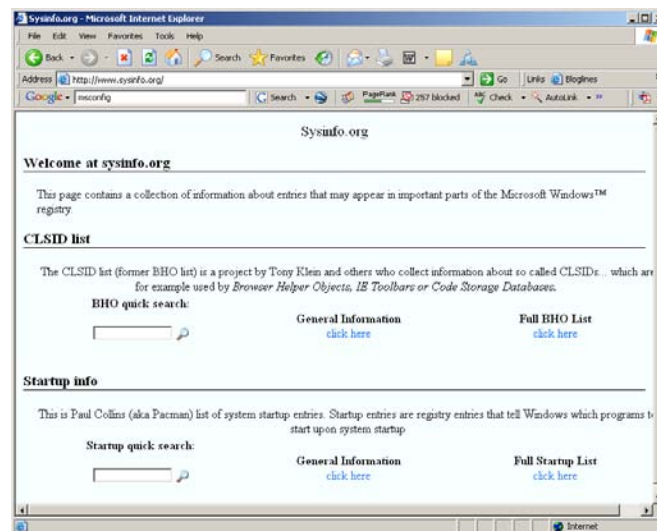 Sysinfo.org - Microsoft Internet Explorer
File Edit View Favorites Tools Help
Back Search Favorites
Address http://www.sysinfo.org/ Go Links Bloglines
Google msconfig Search PageRank 257 blocked Check AutoLink
Sysinfo.org
Welcome at sysinfo.org
This page contains a collection of information about entries that may appear in important parts of the Microsoft Windows™
registry.
CLSID list
The CLSID list (former BHO list) is a project by Tony Klein and others who collect information about so called CLSIDs... which are
for example used by Browser Helper Objects, IE Toolbars or Code Storage Databases.
BHO quick search:
General Information Full BHO List
click here click here
Startup info
This is Paul Collins (aka Pacman) list of system startup entries. Startup entries are registry entries that tell Windows which programs
start upon system startup
Startup quick search:
General Information Full Startup List
click here click here
Internet